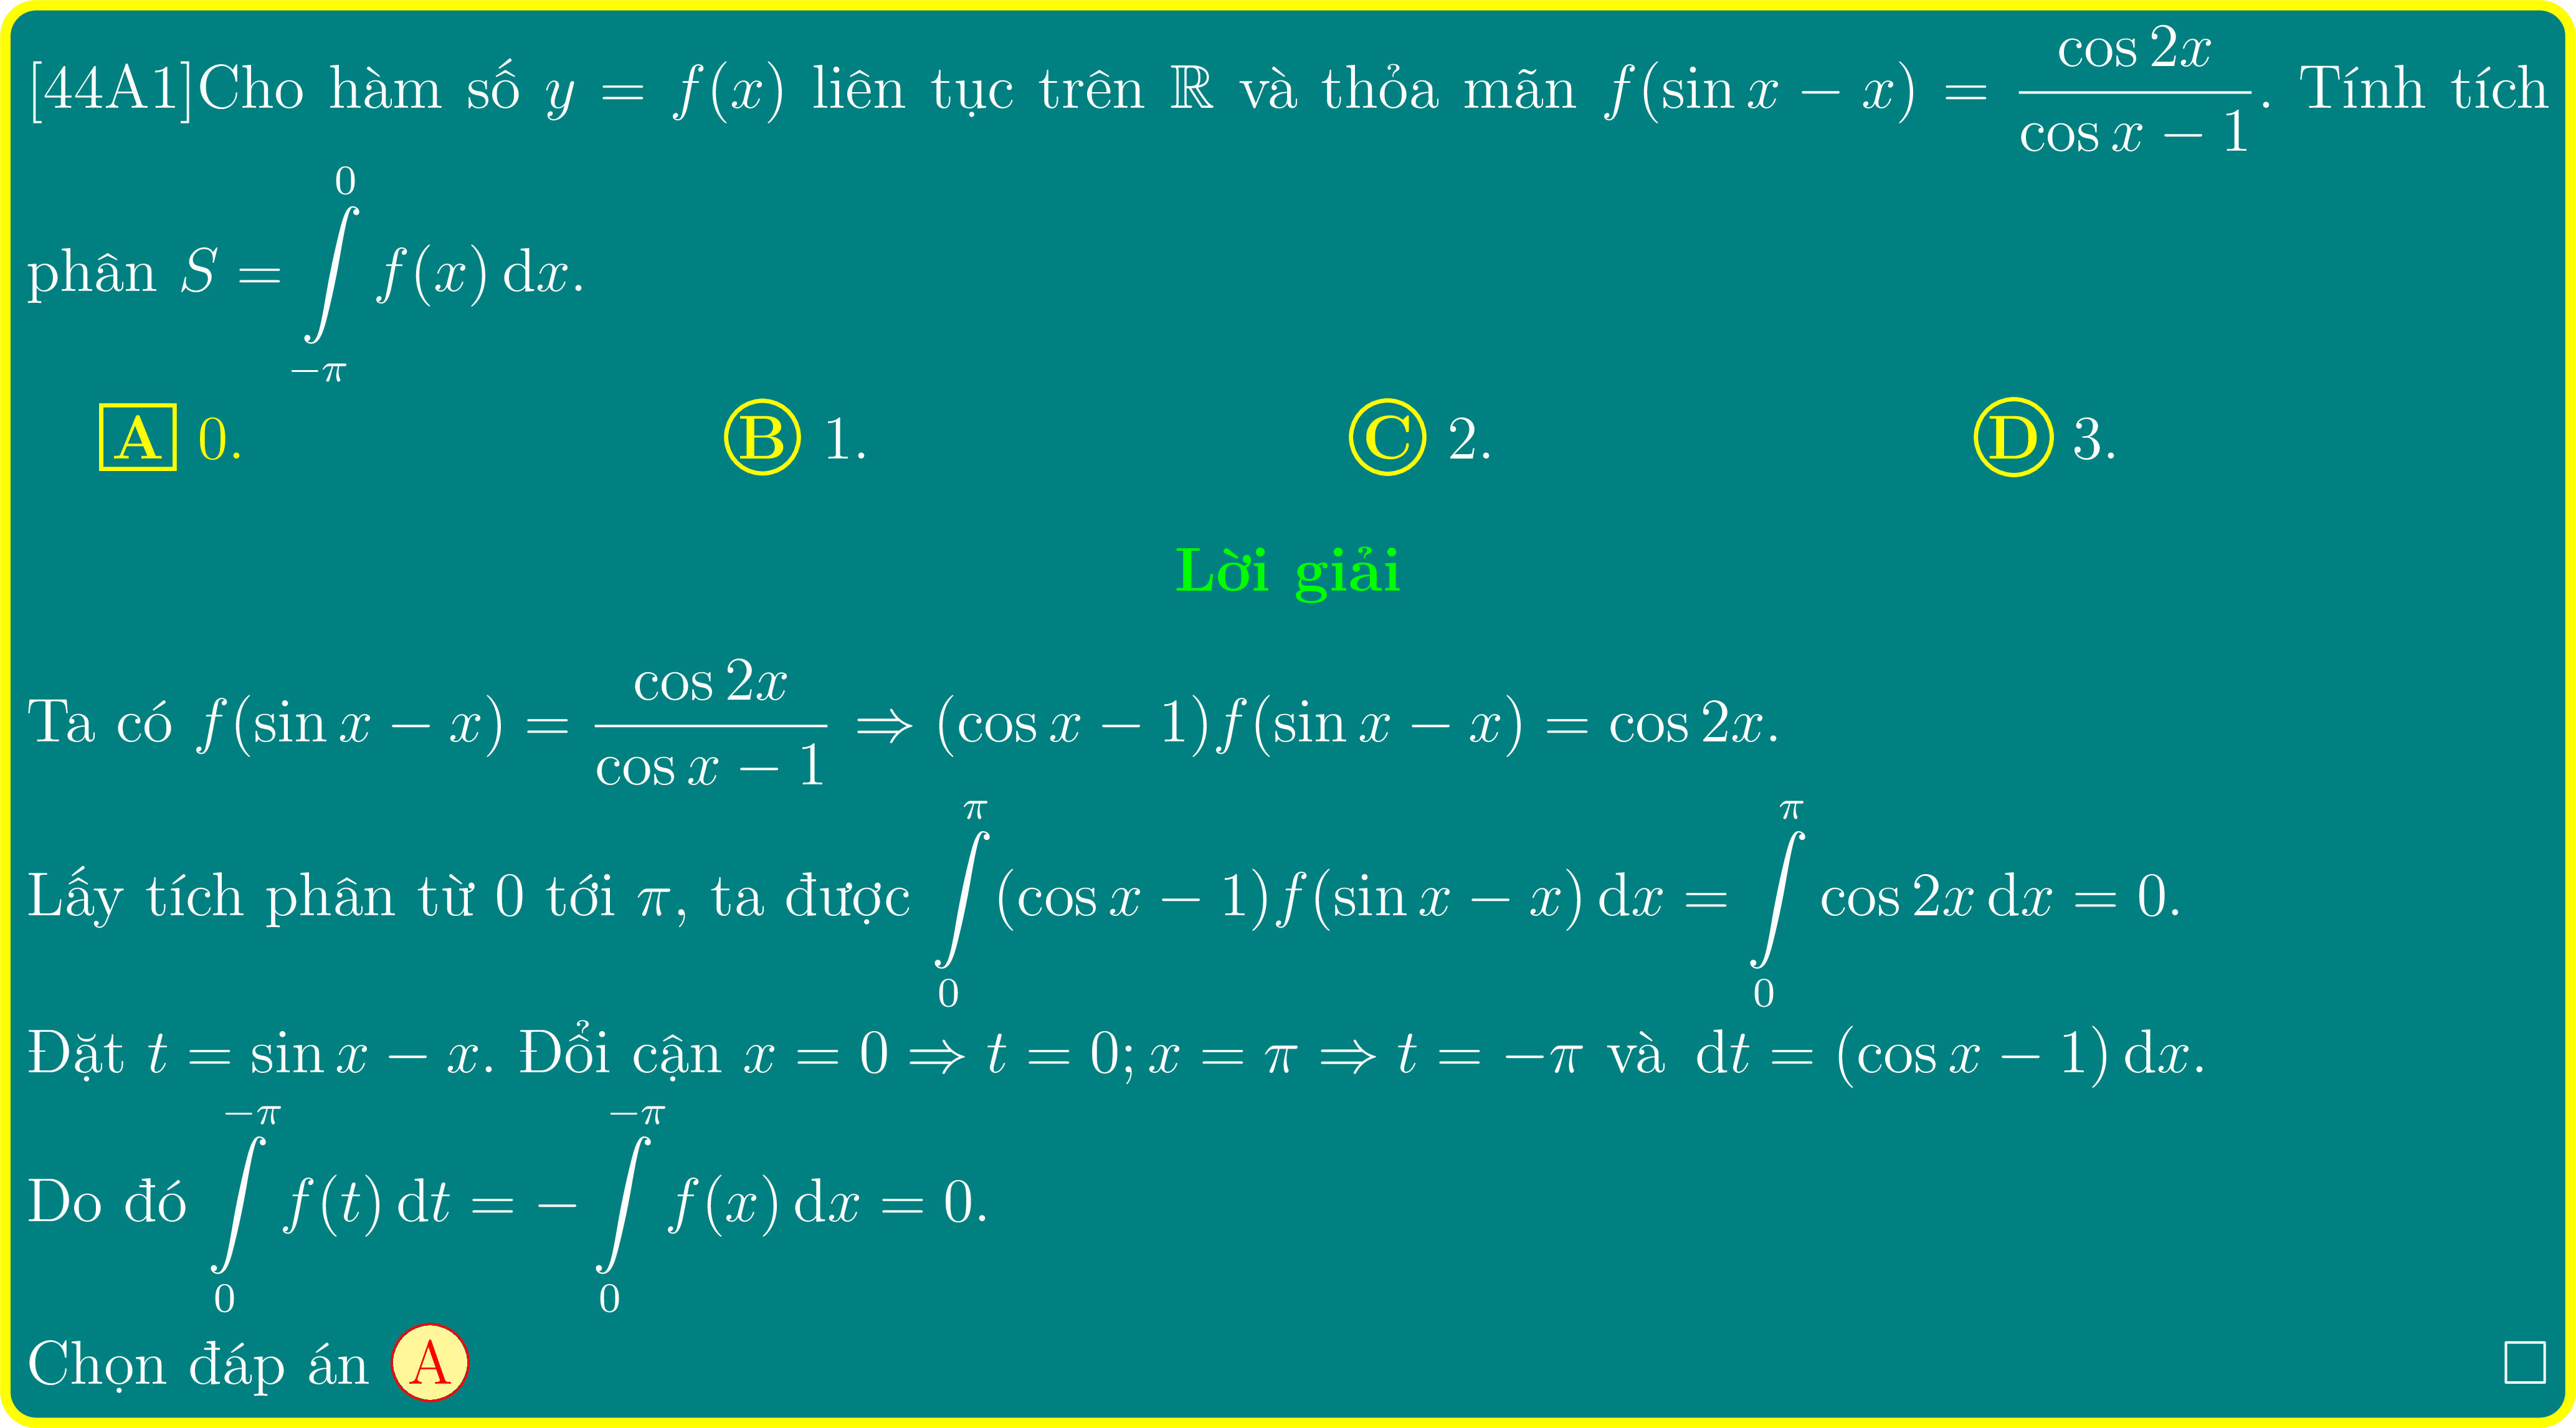 [44A1]Cho hàm số $y = f(x)$ liên tục trên $\mathbb{R}$ và thỏa mãn $f(\sin x - x) = \dfrac{\cos 2x}{\cos x - 1}$. Tính tích
phân $S = \int\limits_{-\pi}^{0} f(x)\,\mathrm{d}x$.
A 0. B 1. C 2. D 3.
Lời giải
Ta có $f(\sin x - x) = \dfrac{\cos 2x}{\cos x - 1} \Rightarrow (\cos x - 1)f(\sin x - x) = \cos 2x$.
Lấy tích phân từ 0 tới $\pi$, ta được $\int\limits_{0}^{\pi} (\cos x - 1)f(\sin x - x)\,\mathrm{d}x = \int\limits_{0}^{\pi} \cos 2x\,\mathrm{d}x = 0$.
Đặt $t = \sin x - x$. Đổi cận $x = 0 \Rightarrow t = 0; x = \pi \Rightarrow t = -\pi$ và $\mathrm{d}t = (\cos x - 1)\,\mathrm{d}x$.
Do đó $\int\limits_{0}^{-\pi} f(t)\,\mathrm{d}t = -\int\limits_{0}^{-\pi} f(x)\,\mathrm{d}x = 0$.
Chọn đáp án A □